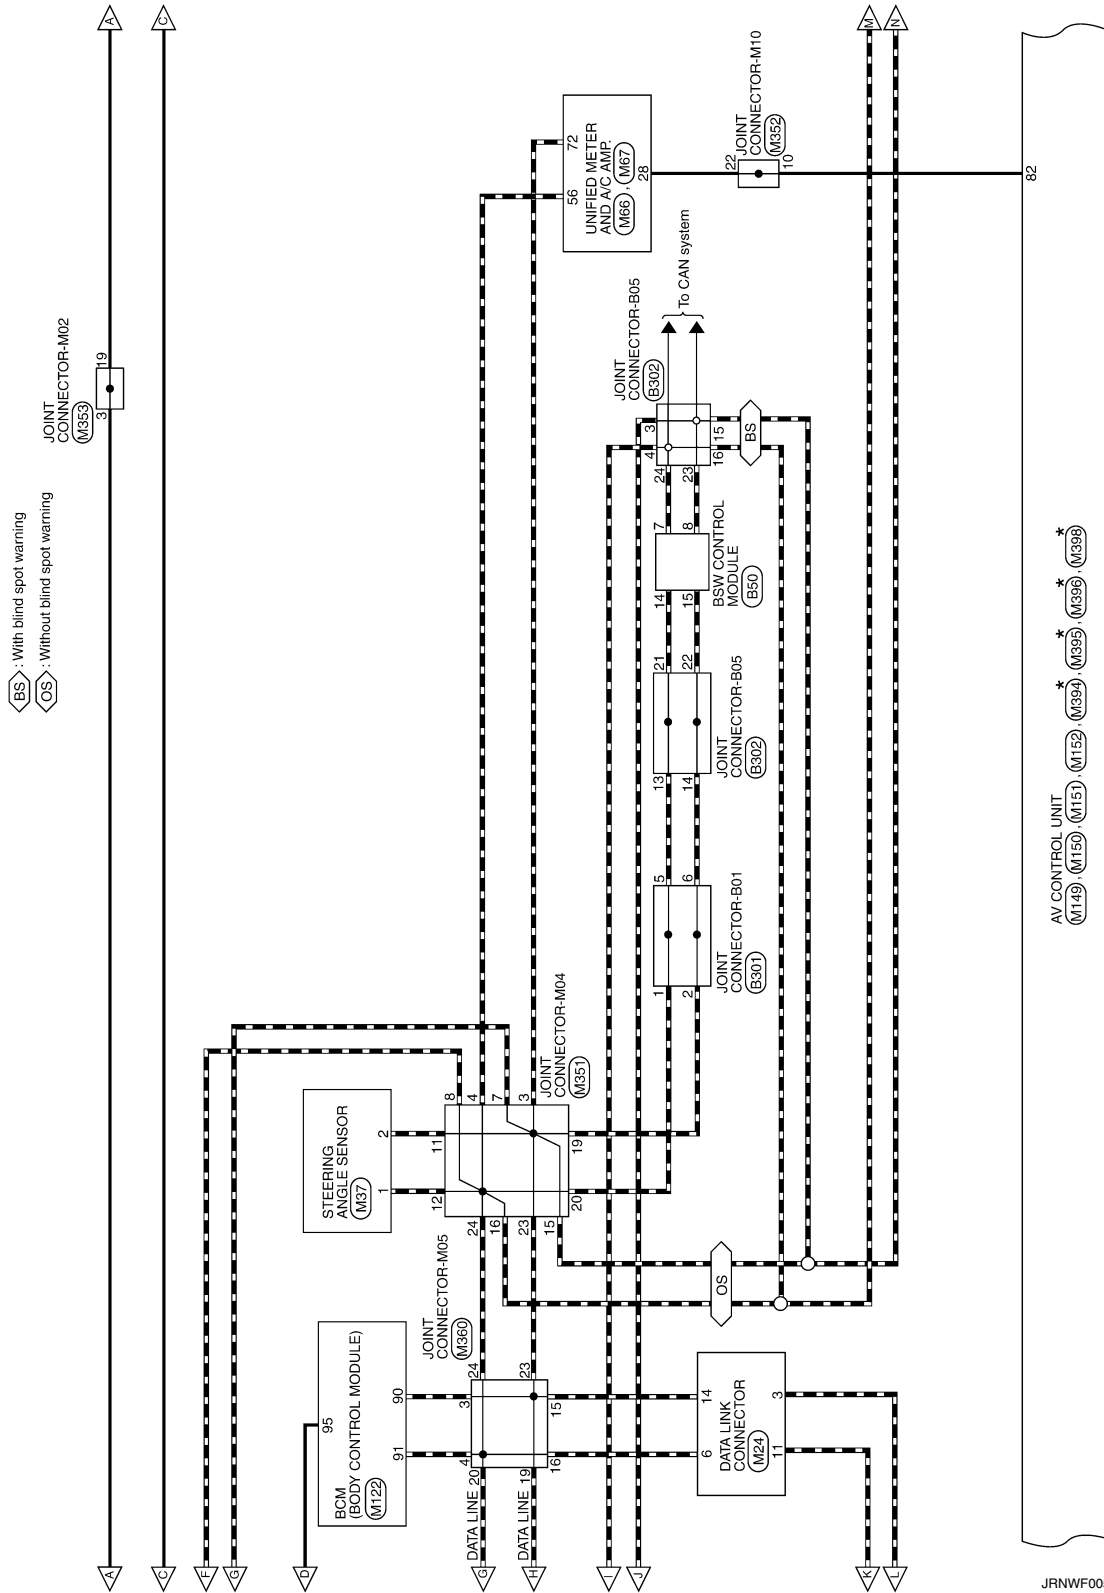 BS : With blind spot warning
OS : Without blind spot warning
A
C
M
N
JOINT
CONNECTOR-M02
M353
3
19
UNIFIED METER
AND A/C AMP.
M66 , M67
56
72
28
JOINT
CONNECTOR-M10
M352
22
10
82
To CAN system
JOINT
CONNECTOR-B05
B302
4
3
24
23
16
15
BS
BSW CONTROL
MODULE
B50
7
8
14
15
JOINT
CONNECTOR-B05
B302
21
22
13
14
JOINT
CONNECTOR-B01
B301
5
6
1
2
STEERING
ANGLE SENSOR
M37
1
2
JOINT
CONNECTOR-M04
M351
12
11
8
4
7
3
24
16
23
15
20
19
OS
BCM
(BODY CONTROL MODULE)
M122
95
91
90
JOINT
CONNECTOR-M05
M360
4
3
24
23
20
19
16
15
DATA LINE
DATA LINE
DATA LINK
CONNECTOR
M24
6
14
11
3
AV CONTROL UNIT
M149 , M150 , M151 , M152 , M394 * , M395 * , M396 * , M398 *
A
C
F
G
D
G
H
I
J
K
L
JRNWF00